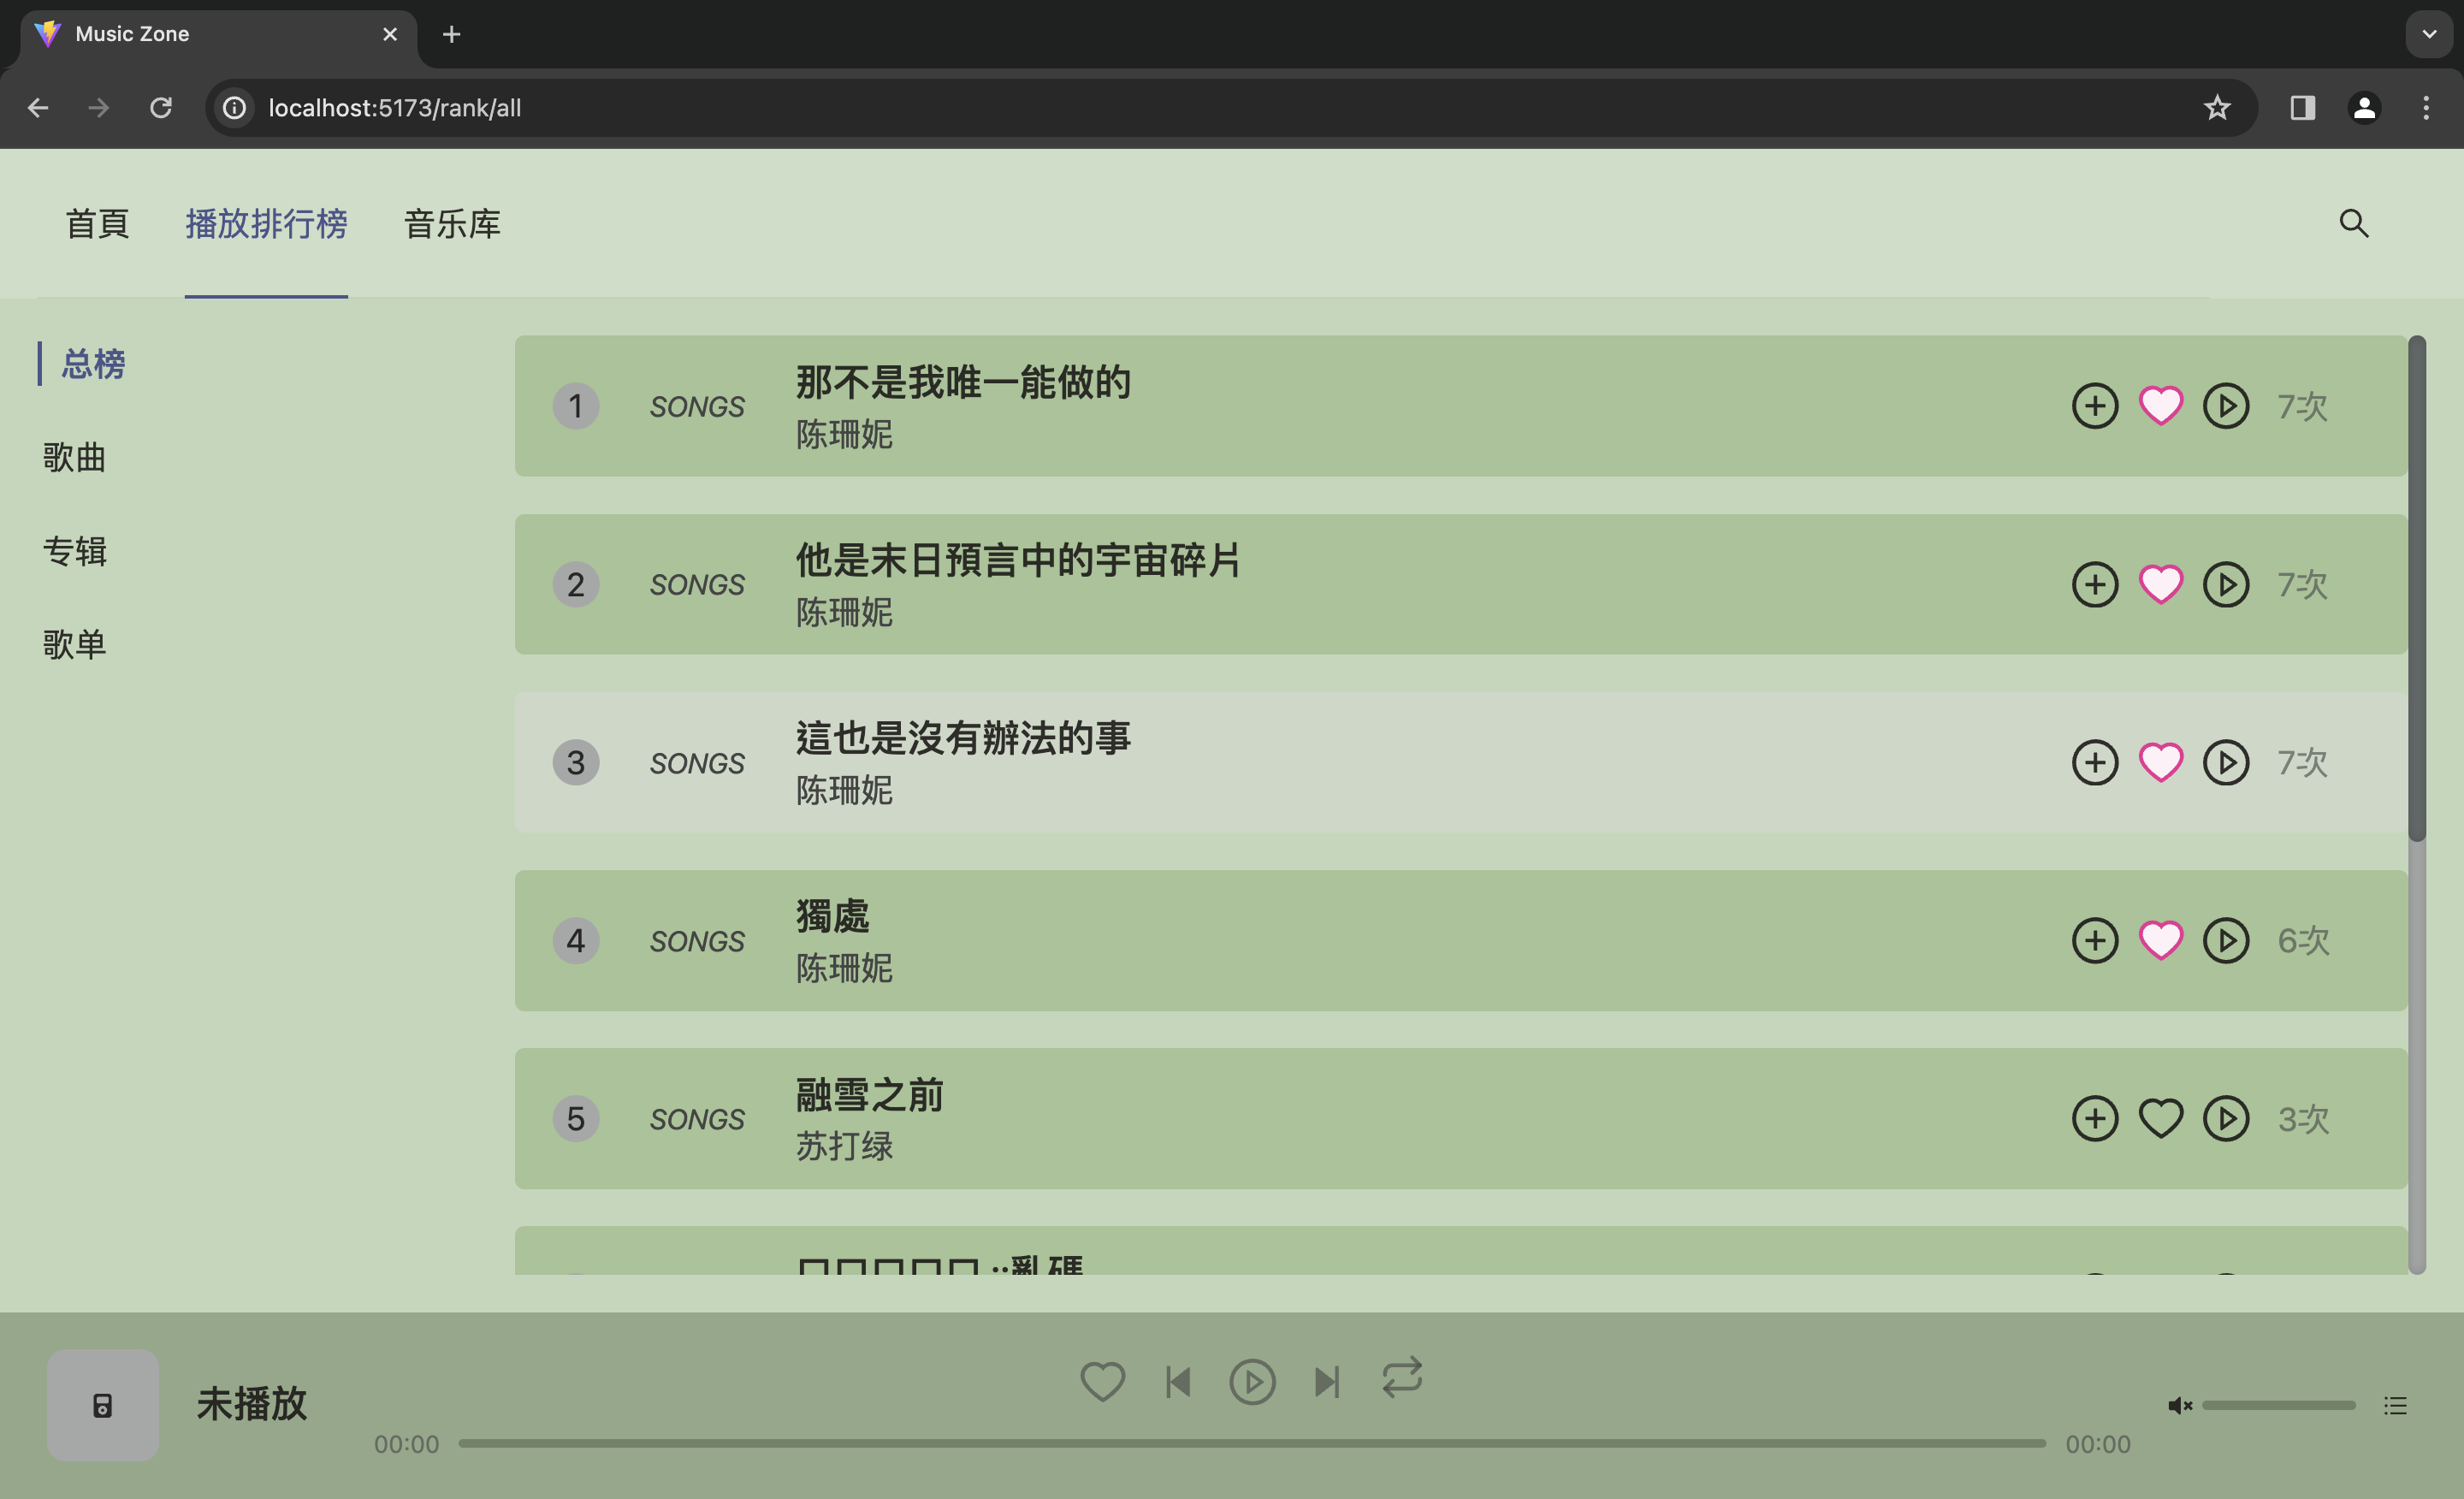 Music Zone
localhost:5173/rank/all
首頁 播放排行榜 音乐库
总榜
歌曲
专辑
歌单
1 SONGS 那不是我唯一能做的 7次
陈珊妮
2 SONGS 他是末日預言中的宇宙碎片 7次
陈珊妮
3 SONGS 這也是沒有辦法的事 7次
陈珊妮
4 SONGS 獨處 6次
陈珊妮
5 SONGS 融雪之前 3次
苏打绿
未播放
00:00 00:00